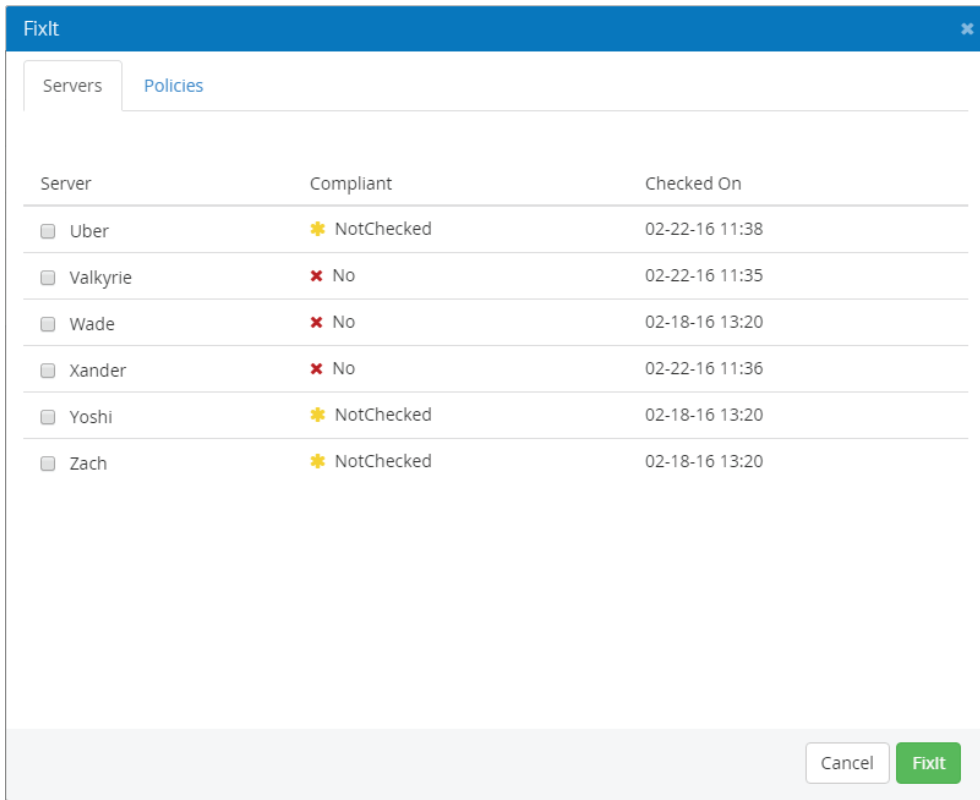 FixIt
Servers Policies
Server Compliant Checked On
Uber NotChecked 02-22-16 11:38
Valkyrie No 02-22-16 11:35
Wade No 02-18-16 13:20
Xander No 02-22-16 11:36
Yoshi NotChecked 02-18-16 13:20
Zach NotChecked 02-18-16 13:20
Cancel FixIt